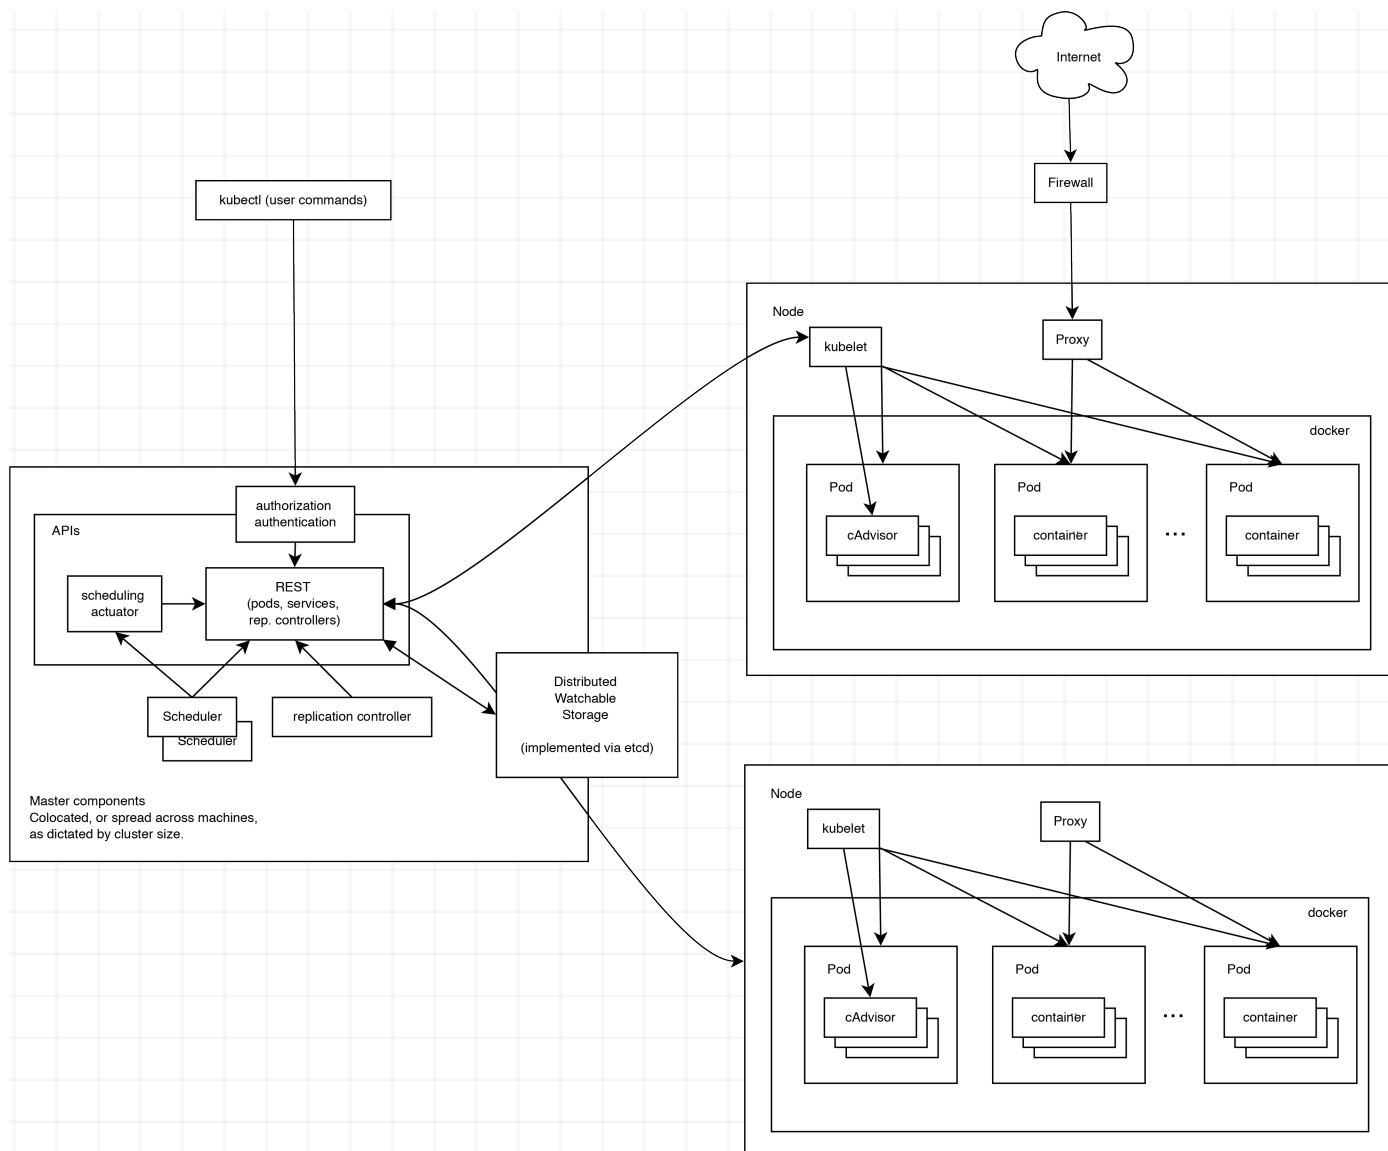 Internet
Firewall
kubectl (user commands)
Node
kubelet
Proxy
docker
Pod
cAdvisor
Pod
container
...
Pod
container
authorization
authentication
APIs
scheduling
actuator
REST
(pods, services,
rep. controllers)
Scheduler
Scheduler
replication controller
Distributed
Watchable
Storage
(implemented via etcd)
Master components
Colocated, or spread across machines,
as dictated by cluster size.
Node
kubelet
Proxy
docker
Pod
cAdvisor
Pod
container
...
Pod
container